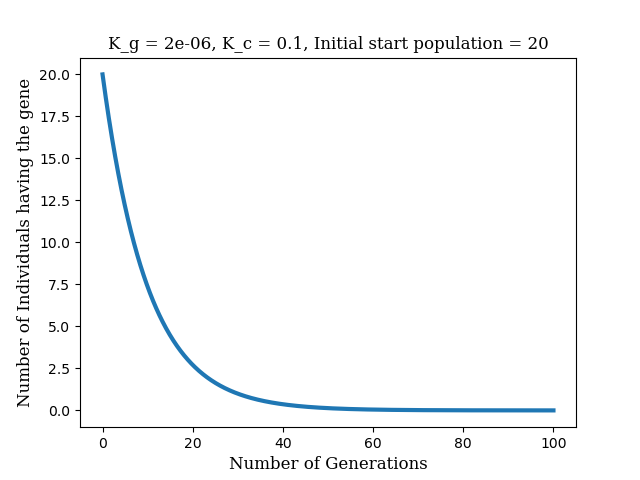 K_g = 2e-06, K_c = 0.1, Initial start population = 20
Number of Individuals having the gene
20.0
17.5
15.0
12.5
10.0
7.5
5.0
2.5
0.0
0 20 40 60 80 100
Number of Generations